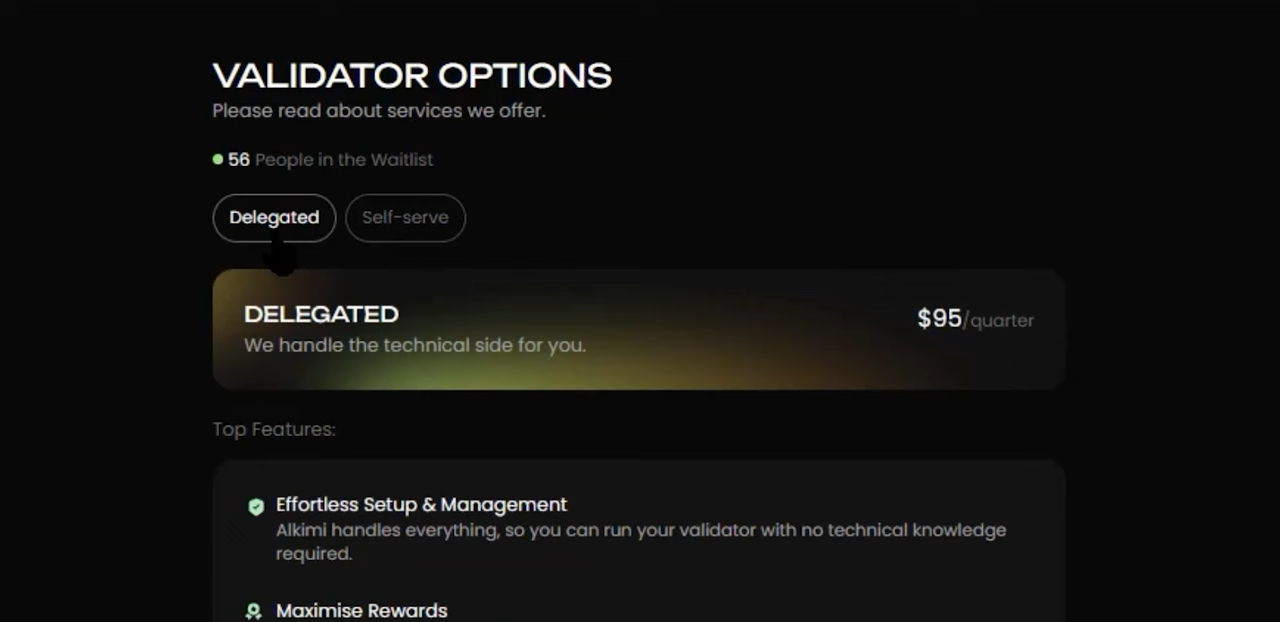 VALIDATOR OPTIONS
Please read about services we offer.
56 People in the Waitlist
Delegated Self-serve
DELEGATED
$95/quarter
We handle the technical side for you.
Top Features:
Effortless Setup & Management
Alkimi handles everything, so you can run your validator with no technical knowledge
required.
Maximise Rewards